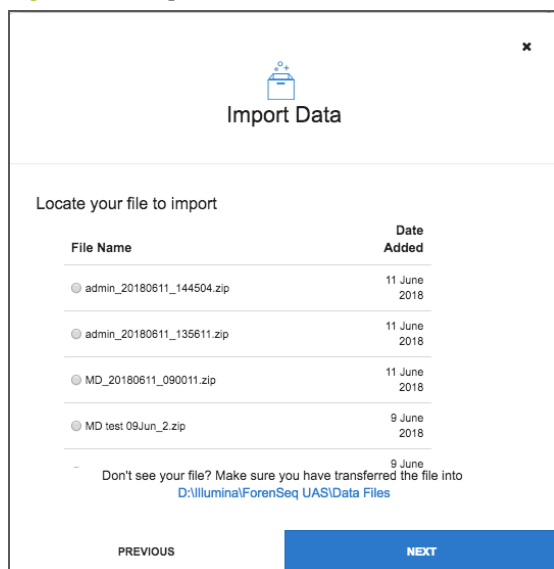 Import Data
Locate your file to import
File Name
Date
Added
admin_20180611_144504.zip
11 June
2018
admin_20180611_135611.zip
11 June
2018
MD_20180611_090011.zip
11 June
2018
MD test 09Jun_2.zip
9 June
2018
9 June
Don't see your file? Make sure you have transferred the file into
D:\Illumina\ForenSeq UAS\Data Files
PREVIOUS
NEXT